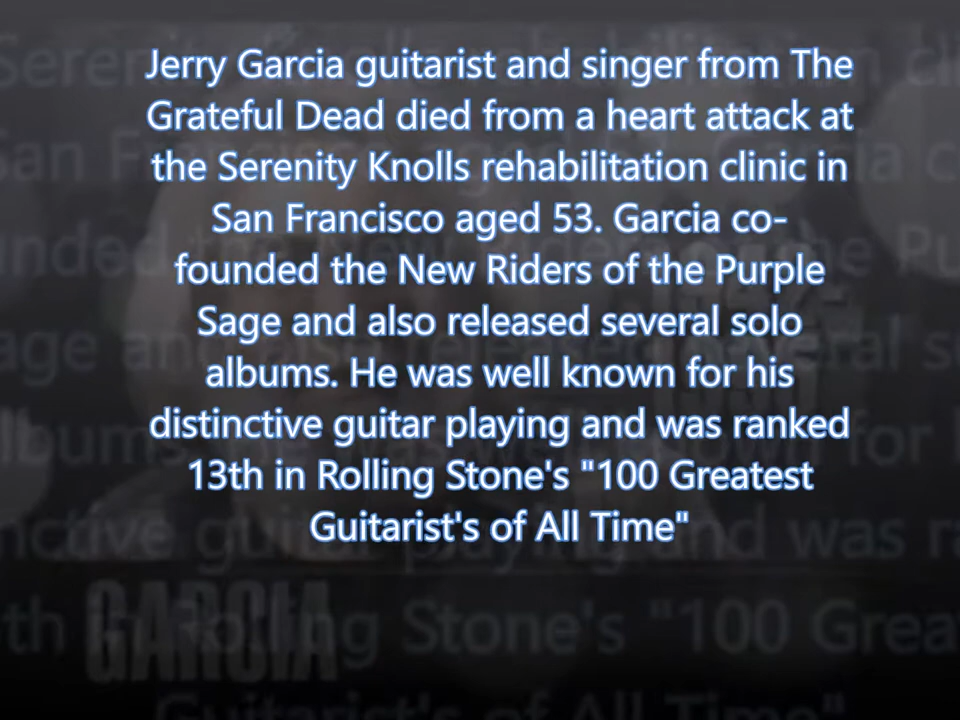 Jerry Garcia guitarist and singer from The
Grateful Dead died from a heart attack at
the Serenity Knolls rehabilitation clinic in
San Francisco aged 53. Garcia co-
founded the New Riders of the Purple
Sage and also released several solo
albums. He was well known for his
distinctive guitar playing and was ranked
13th in Rolling Stone's "100 Greatest
Guitarist's of All Time"
GARCIA